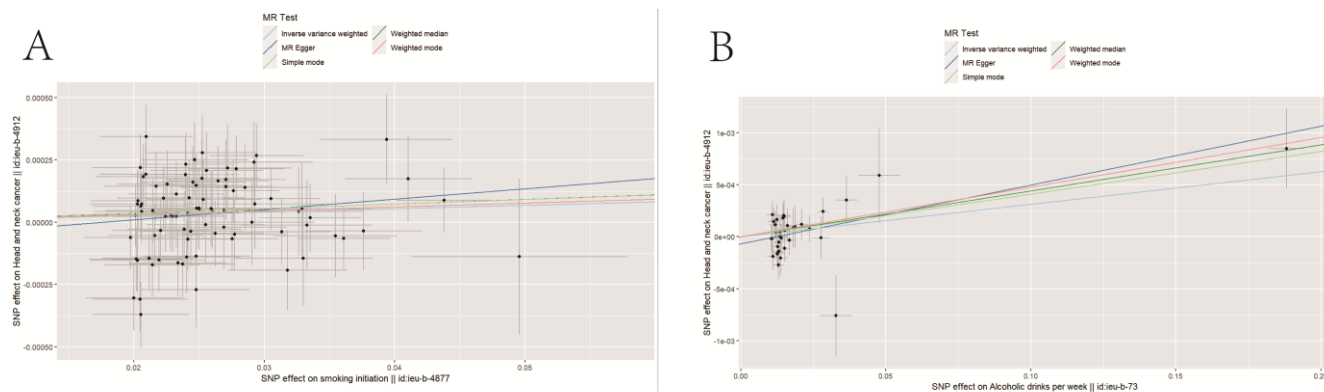 A
MR Test
Inverse variance weighted
MR Egger
Simple mode
Weighted median
Weighted mode
SNP effect on Head and neck cancer || id:ieu-b-4912
0.00050
0.00025
0.00000
-0.00025
-0.00050
0.02 0.03 0.04 0.05
SNP effect on smoking initiation || id:ieu-b-4877
B
MR Test
Inverse variance weighted
MR Egger
Simple mode
Weighted median
Weighted mode
SNP effect on Head and neck cancer || id:ieu-b-4912
1e-03
5e-04
0e+00
-5e-04
-1e-03
0.00 0.05 0.10 0.15 0.20
SNP effect on Alcoholic drinks per week || id:ieu-b-73